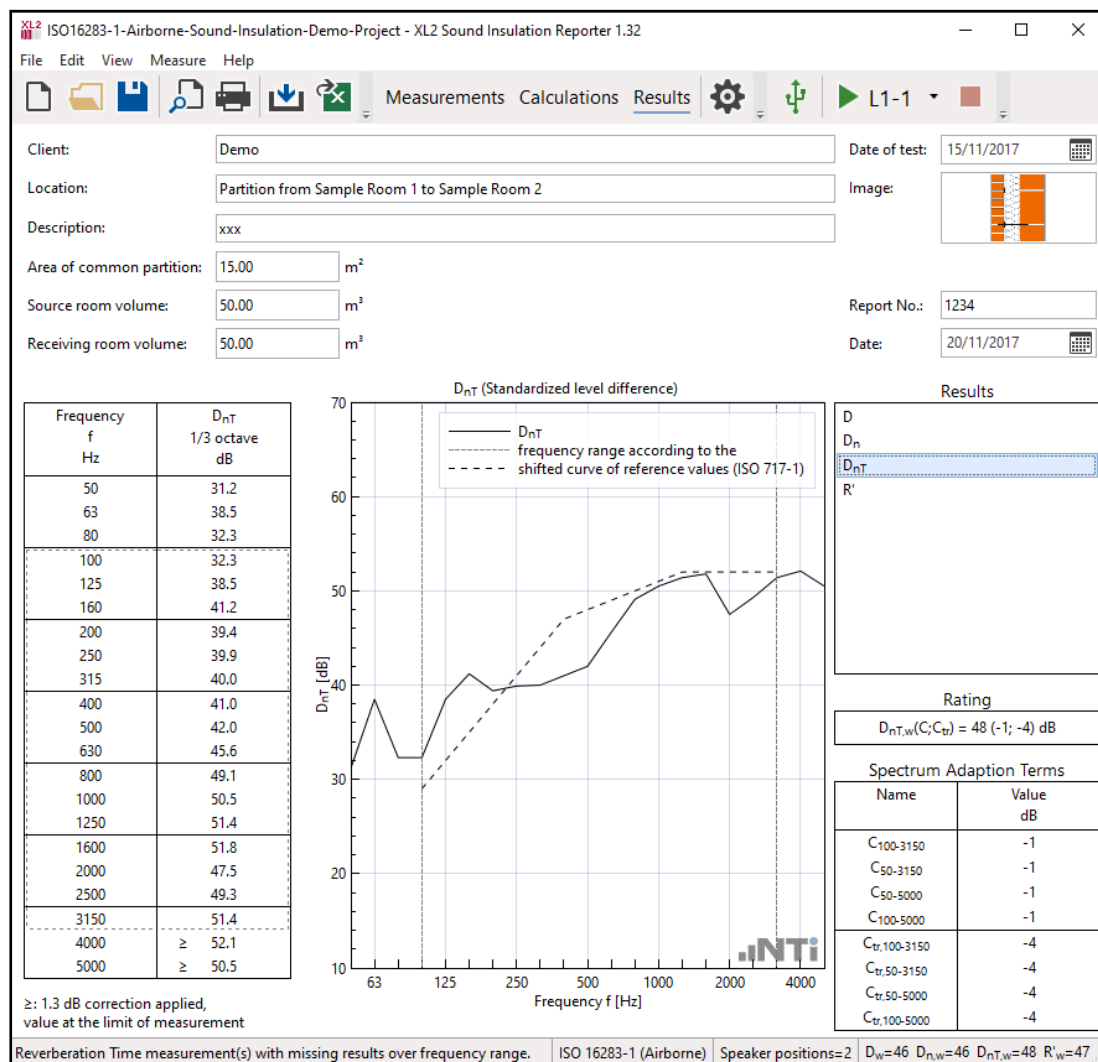 XL2 ISO16283-1-Airborne-Sound-Insulation-Demo-Project - XL2 Sound Insulation Reporter 1.32
File Edit View Measure Help
Measurements Calculations Results L1-1
Client: Demo Date of test: 15/11/2017
Location: Partition from Sample Room 1 to Sample Room 2 Image:
Description: xxx
Area of common partition: 15.00 m²
Source room volume: 50.00 m³ Report No.: 1234
Receiving room volume: 50.00 m³ Date: 20/11/2017
Frequency DnT
f 1/3 octave
Hz dB
50 31.2
63 38.5
80 32.3
100 32.3
125 38.5
160 41.2
200 39.4
250 39.9
315 40.0
400 41.0
500 42.0
630 45.6
800 49.1
1000 50.5
1250 51.4
1600 51.8
2000 47.5
2500 49.3
3150 51.4
4000 ≥ 52.1
5000 ≥ 50.5
≥: 1.3 dB correction applied,
value at the limit of measurement
DnT (Standardized level difference)
DnT
frequency range according to the
shifted curve of reference values (ISO 717-1)
70
60
50
40
30
20
10
DnT [dB]
63 125 250 500 1000 2000 4000
Frequency f [Hz]
NTi
Results
D
Dn
DnT
R'
Rating
DnT,w(C;Ctr) = 48 (-1; -4) dB
Spectrum Adaption Terms
Name Value
dB
C100-3150 -1
C50-3150 -1
C50-5000 -1
C100-5000 -1
Ctr,100-3150 -4
Ctr,50-3150 -4
Ctr,50-5000 -4
Ctr,100-5000 -4
Reverberation Time measurement(s) with missing results over frequency range. ISO 16283-1 (Airborne) Speaker positions=2 Dw=46 Dn,w=46 DnT,w=48 R'w=47